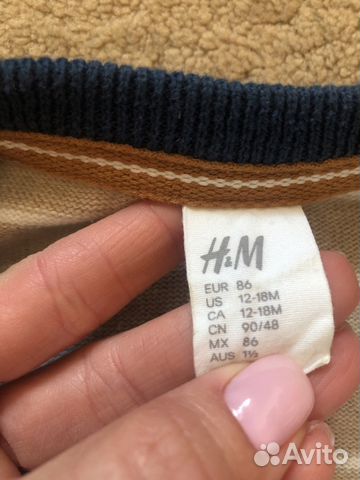 H&M
EUR 86
US 12-18M
CA 12-18M
CN 90/48
MX 86
AUS 1½
Avito